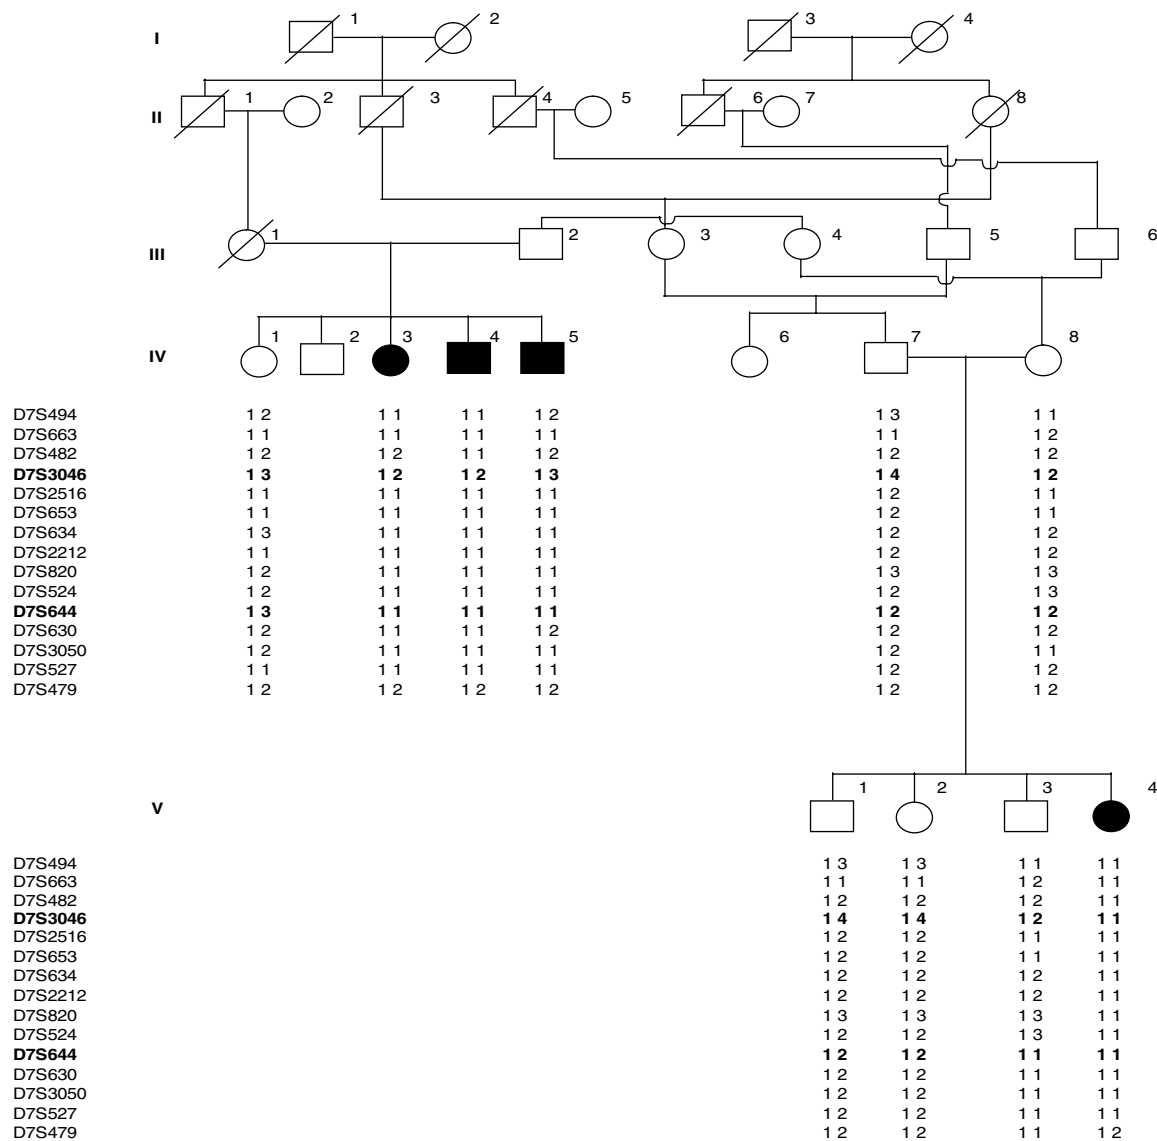 I 1 2 3 4
II 1 2 3 4 5 6 7 8
III 1 2 3 4 5 6
IV 1 2 3 4 5 6 7 8
D7S494 1 2 1 1 1 1 1 2 1 3 1 1
D7S663 1 1 1 1 1 1 1 1 1 1 1 2
D7S482 1 2 1 2 1 1 1 2 1 2 1 2
D7S3046 1 3 1 2 1 2 1 3 1 4 1 2
D7S2516 1 1 1 1 1 1 1 1 1 2 1 1
D7S653 1 1 1 1 1 1 1 1 1 2 1 1
D7S634 1 3 1 1 1 1 1 1 1 2 1 2
D7S2212 1 1 1 1 1 1 1 1 1 2 1 2
D7S820 1 2 1 1 1 1 1 1 1 3 1 3
D7S524 1 2 1 1 1 1 1 1 1 2 1 3
D7S644 1 3 1 1 1 1 1 1 1 2 1 2
D7S630 1 2 1 1 1 1 1 2 1 2 1 2
D7S3050 1 2 1 1 1 1 1 1 1 2 1 1
D7S527 1 1 1 1 1 1 1 1 1 2 1 2
D7S479 1 2 1 2 1 2 1 2 1 2 1 2
V 1 2 3 4
D7S494 1 3 1 3 1 1 1 1
D7S663 1 1 1 1 1 2 1 1
D7S482 1 2 1 2 1 2 1 1
D7S3046 1 4 1 4 1 2 1 1
D7S2516 1 2 1 2 1 1 1 1
D7S653 1 2 1 2 1 1 1 1
D7S634 1 2 1 2 1 2 1 1
D7S2212 1 2 1 2 1 2 1 1
D7S820 1 3 1 3 1 3 1 1
D7S524 1 2 1 2 1 3 1 1
D7S644 1 2 1 2 1 1 1 1
D7S630 1 2 1 2 1 1 1 1
D7S3050 1 2 1 2 1 1 1 1
D7S527 1 2 1 2 1 1 1 1
D7S479 1 2 1 2 1 1 1 2